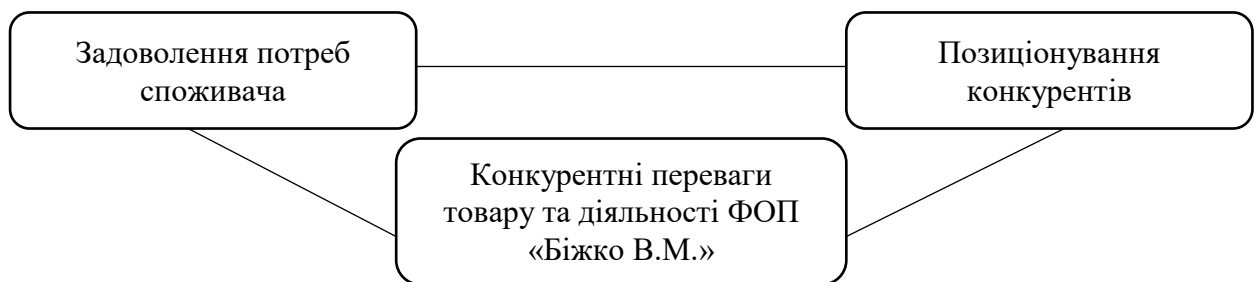 Задоволення потреб
споживача
Позиціонування
конкурентів
Конкурентні переваги
товару та діяльності ФОП
«Біжко В.М.»